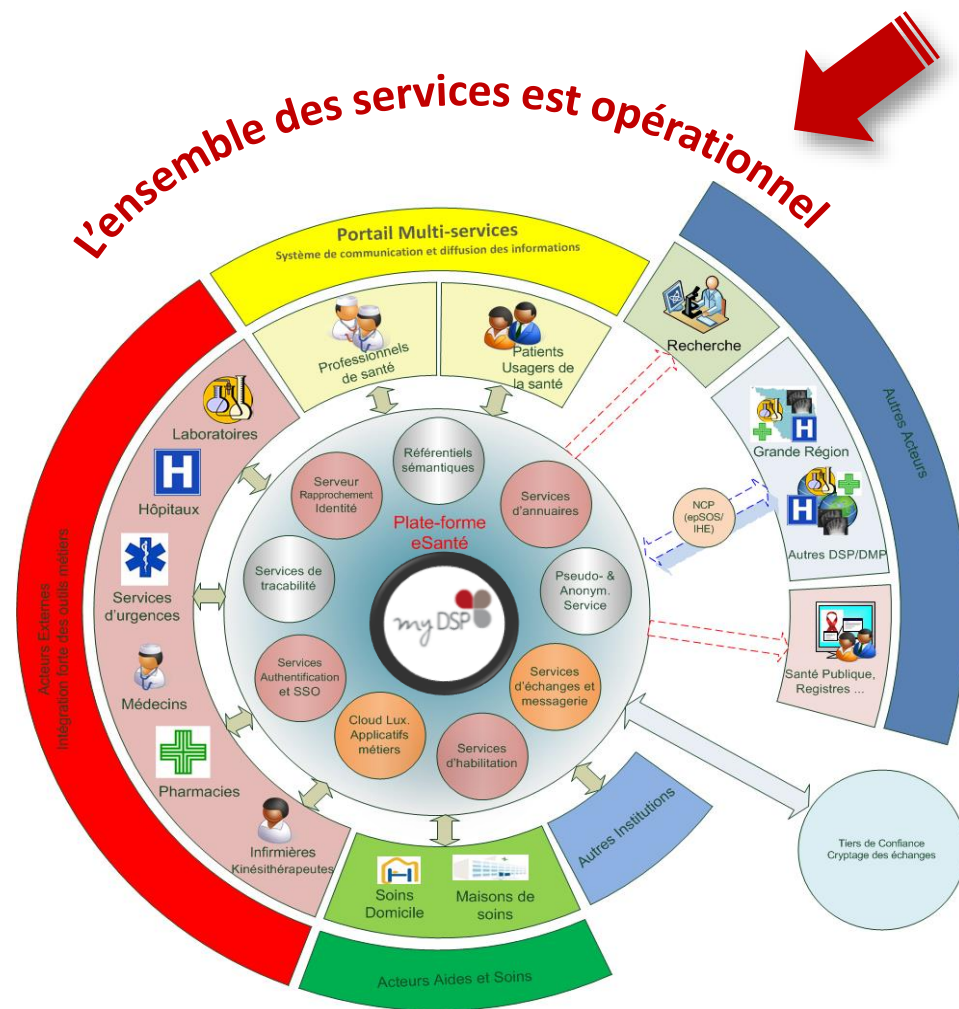 L'ensemble des services est opérationnel
Portail Multi-services
Système de communication et diffusion des informations
Professionnels
de santé
Patients
Usagers de
la santé
Recherche
Autres Acteurs
Grande Région
H
Autres DSP/DMP
H
Santé Publique,
Registres ...
NCP
(epSOS/
IHE)
Acteurs Externes
Intégration forte des outils métiers
Laboratoires
H
Hôpitaux
Services
d'urgences
Médecins
Pharmacies
Infirmières
Kinésithérapeutes
Référentiels
sémantiques
Serveur
Rapprochement
Identité
Services
d'annuaires
Plate-forme
eSanté
Services de
tracabilité
my DSP
Pseudo- &
Anonym.
Service
Services
Authentification
et SSO
Services
d'échanges et
messagerie
Cloud Lux.
Applicatifs
métiers
Services
d'habilitation
Autres Institutions
Tiers de Confiance
Cryptage des échanges
H
Soins
Domicile
Maisons de
soins
Acteurs Aides et Soins